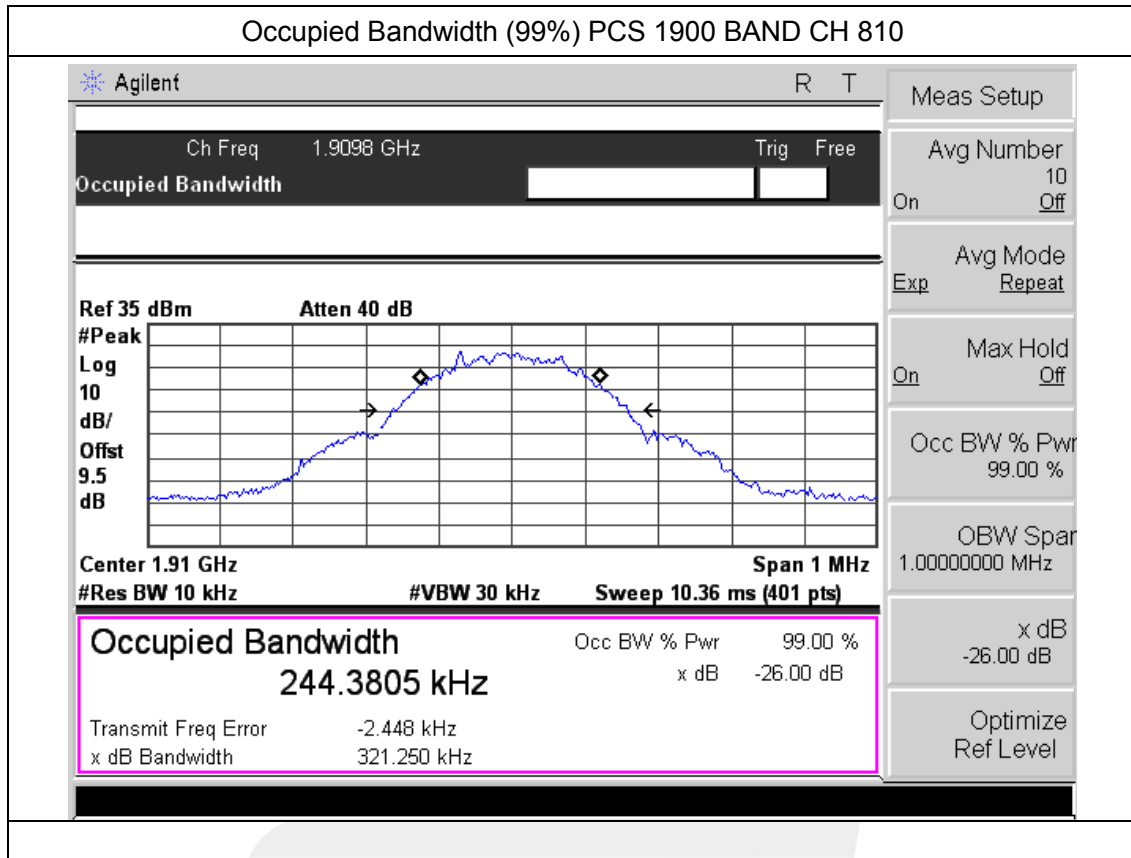 Occupied Bandwidth (99%) PCS 1900 BAND CH 810
Agilent R T
Ch Freq 1.9098 GHz Trig Free
Occupied Bandwidth
Ref 35 dBm Atten 40 dB
#Peak
Log
10
dB/
Offst
9.5
dB
Center 1.91 GHz Span 1 MHz
#Res BW 10 kHz #VBW 30 kHz Sweep 10.36 ms (401 pts)
Occupied Bandwidth Occ BW % Pwr 99.00 %
244.3805 kHz x dB -26.00 dB
Transmit Freq Error -2.448 kHz
x dB Bandwidth 321.250 kHz
Meas Setup
Avg Number
10
On Off
Avg Mode
Exp Repeat
Max Hold
On Off
Occ BW % Pwr
99.00 %
OBW Span
1.00000000 MHz
x dB
-26.00 dB
Optimize
Ref Level